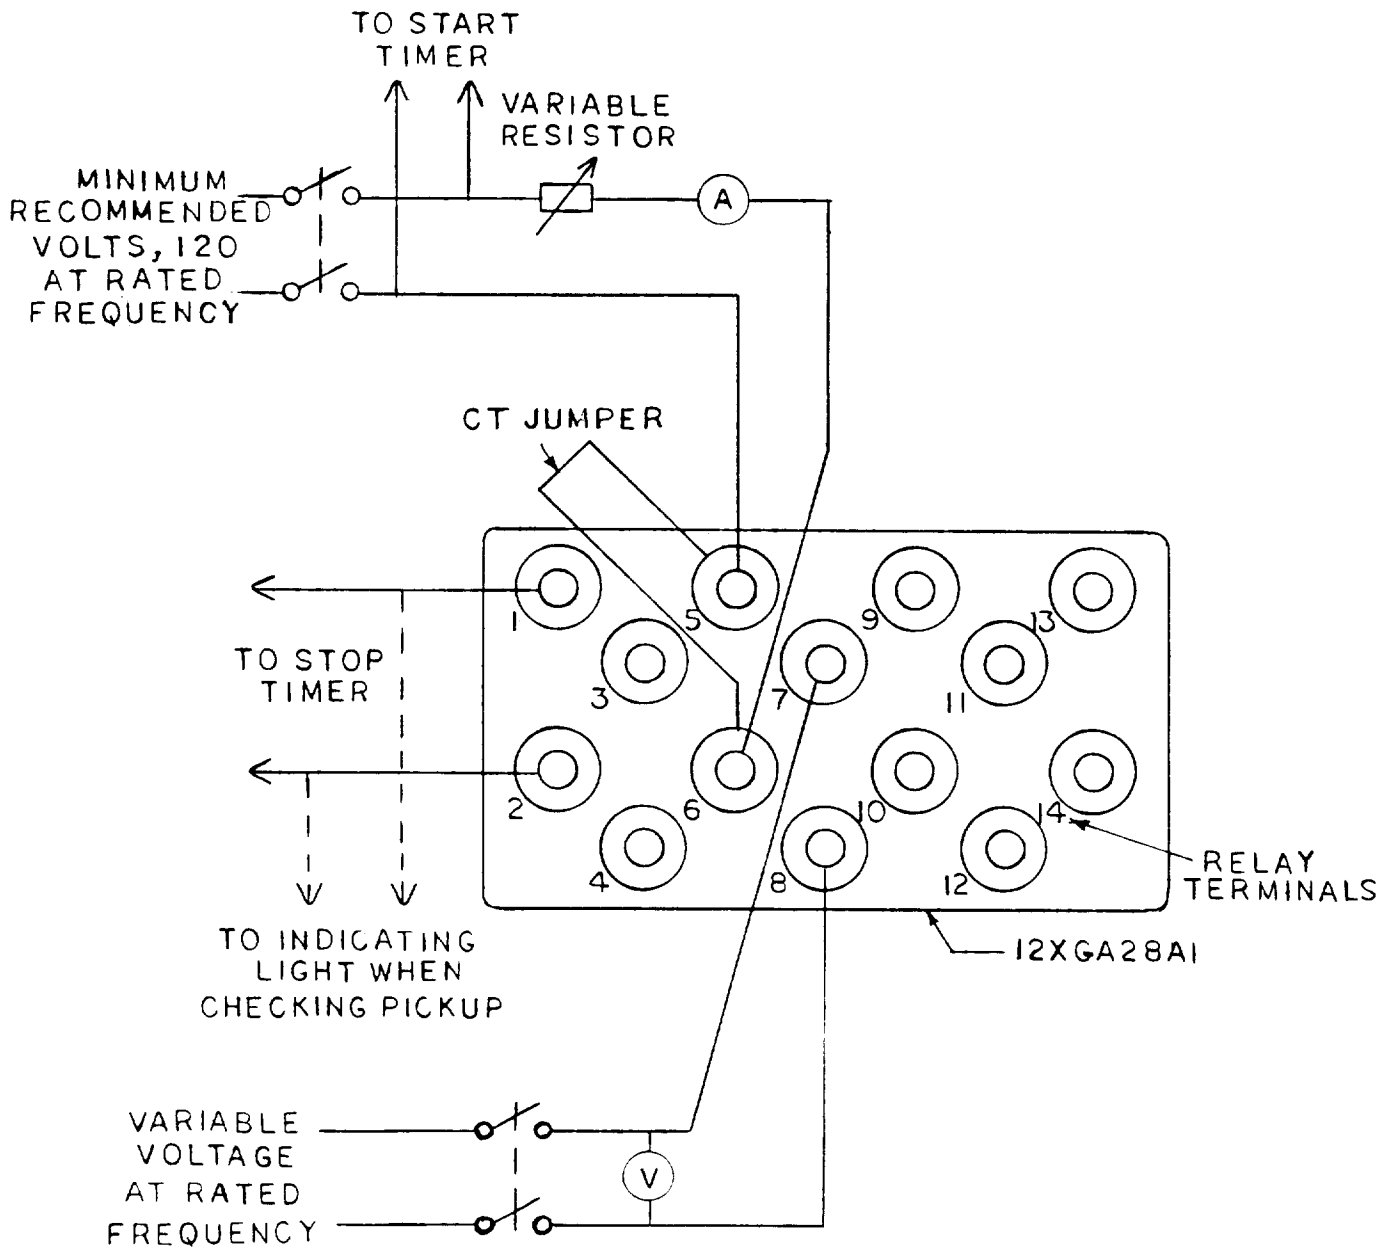 TO START
TIMER
VARIABLE
RESISTOR
MINIMUM
RECOMMENDED
VOLTS, 120
AT RATED
FREQUENCY
A
CT JUMPER
1
5
9
13
3
7
11
TO STOP
TIMER
2
6
10
14
4
8
12
RELAY
TERMINALS
12XGA28A1
TO INDICATING
LIGHT WHEN
CHECKING PICKUP
VARIABLE
VOLTAGE
AT RATED
FREQUENCY
V